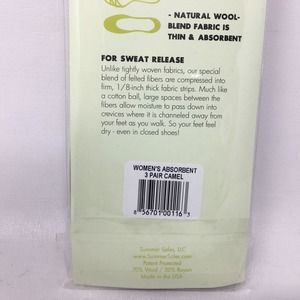 - NATURAL WOOL-
BLEND FABRIC IS
THIN & ABSORBENT
FOR SWEAT RELEASE
Unlike tightly woven fabrics, our special
blend of felted fibers are compressed into
firm, 1/8-inch thick fabric strips. Much like
a cotton ball, large spaces between the
fibers allow moisture to pass down into
crevices where it is channeled away from
your feet as you walk. So your feet feel
dry - even in closed shoes!
WOMEN'S ABSORBENT
3 PAIR CAMEL
8 56701 00116 3
Summer Soles, LLC
www.SummerSoles.com
Patent Protected
70% Wool / 30% Rayon
Made in the USA